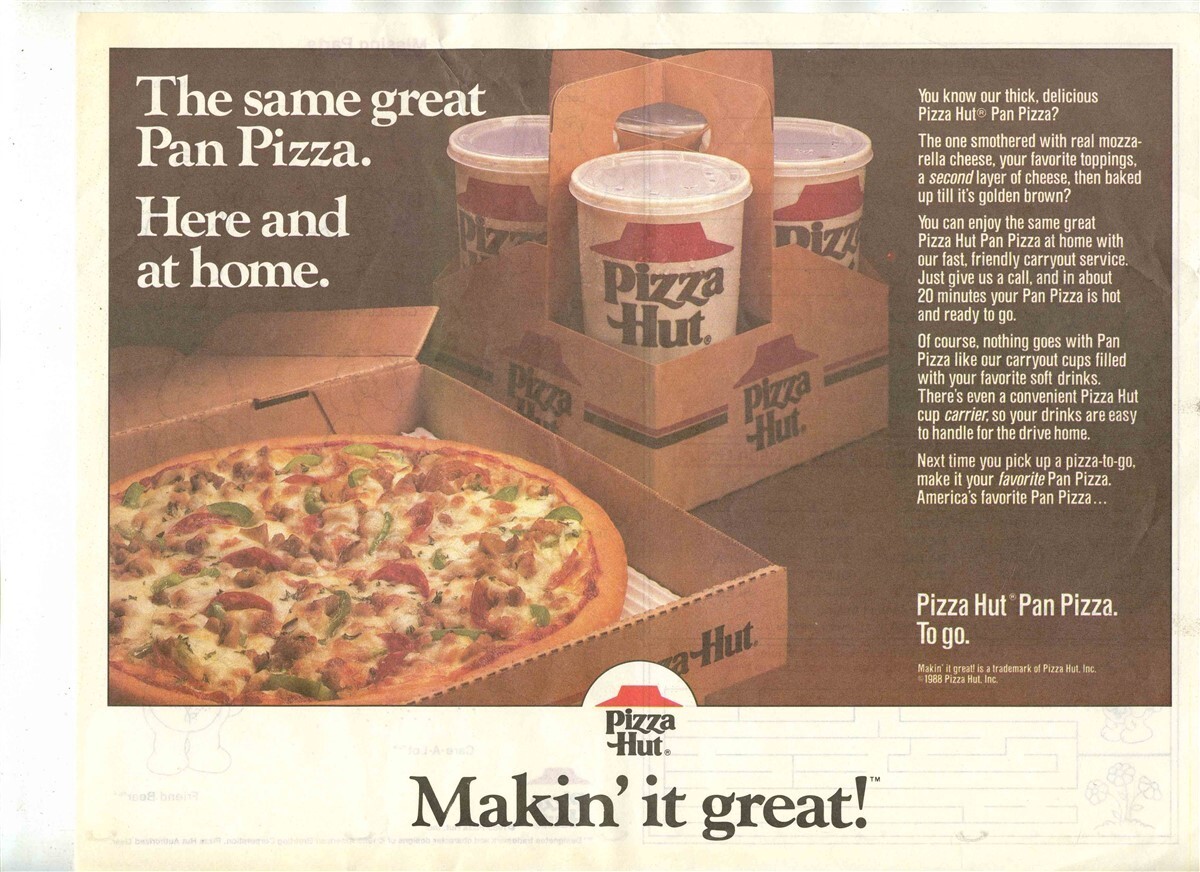 The same great
Pan Pizza.
Here and
at home.
Pizza
Pizza
Hut®
Pizz
Pizza
Hut
Pizza
Hut.
za Hut.
You know our thick, delicious
Pizza Hut® Pan Pizza?
The one smothered with real mozza-
rella cheese, your favorite toppings,
a second layer of cheese, then baked
up till it's golden brown?
You can enjoy the same great
Pizza Hut Pan Pizza at home with
our fast, friendly carryout service.
Just give us a call, and in about
20 minutes your Pan Pizza is hot
and ready to go.
Of course, nothing goes with Pan
Pizza like our carryout cups filled
with your favorite soft drinks.
There's even a convenient Pizza Hut
cup carrier, so your drinks are easy
to handle for the drive home.
Next time you pick up a pizza-to-go,
make it your favorite Pan Pizza.
America's favorite Pan Pizza...
Pizza Hut® Pan Pizza.
To go.
Makin' it great! is a trademark of Pizza Hut, Inc.
©1988 Pizza Hut, Inc.
Pizza
Hut®
Makin' it great!™
Missing Parts
Care-A-Lot™
Friend Bear™